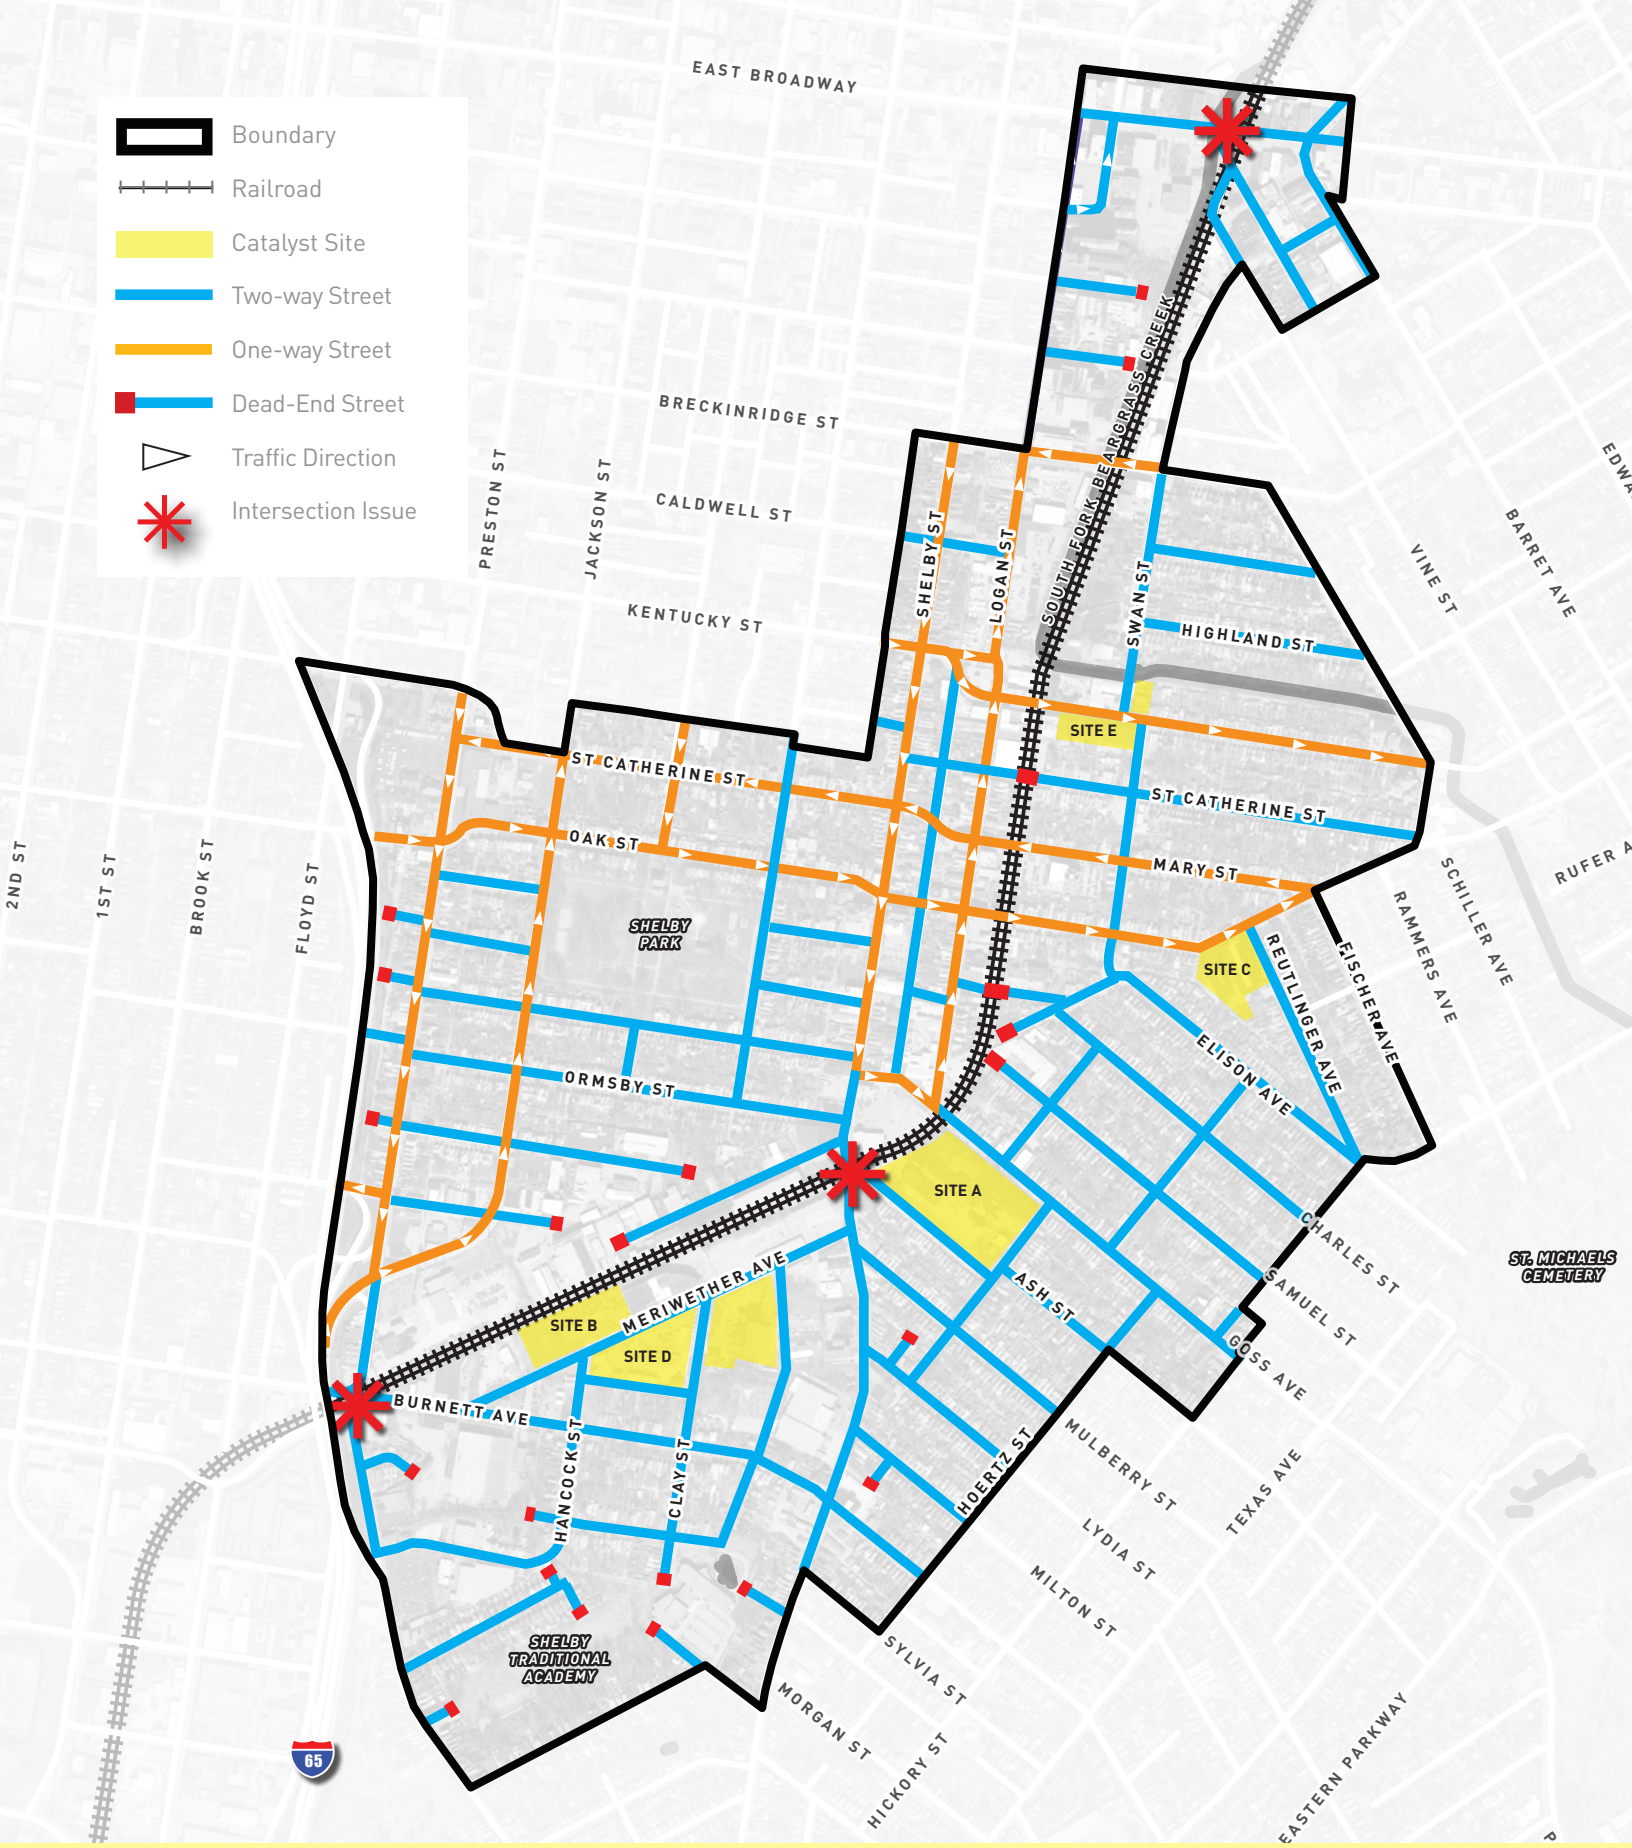 EAST BROADWAY
Boundary
Railroad
Catalyst Site
Two-way Street
One-way Street
Dead-End Street
Traffic Direction
Intersection Issue
BRECKINRIDGE ST
CALDWELL ST
KENTUCKY ST
PRESTON ST
JACKSON ST
SHELBY ST
LOGAN ST
SOUTH FORK BEARGRASS CREEK
SWAN ST
HIGHLAND ST
VINE ST
BARRET AVE
SITE E
ST CATHERINE ST
ST CATHERINE ST
OAK ST
MARY ST
2ND ST
1ST ST
BROOK ST
FLOYD ST
SHELBY
PARK
SITE C
REUTLINGER AVE
FISCHER AVE
RAMMERS AVE
SCHILLER AVE
ELISON AVE
ORMSBY ST
SITE A
ASH ST
CHARLES ST
SAMUEL ST
GOSS AVE
ST. MICHAELS
CEMETERY
MERIWETHER AVE
SITE B
SITE D
BURNETT AVE
HANCOCK ST
CLAY ST
HOERTZ ST
MULBERRY ST
TEXAS AVE
LYDIA ST
MILTON ST
SHELBY
TRADITIONAL
ACADEMY
SYLVIA ST
MORGAN ST
HICKORY ST
EASTERN PARKWAY
65